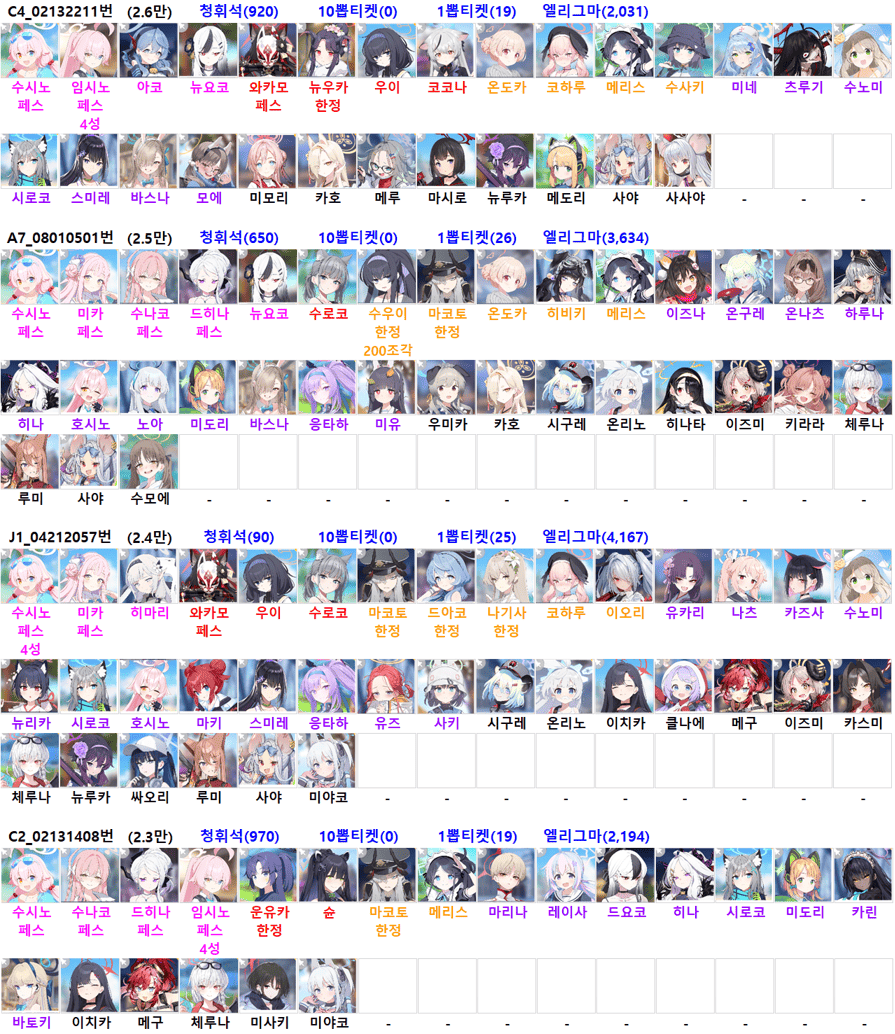 C4_02132211번 (2.6만) 청휘석(920) 10뽑티켓(0) 1뽑티켓(19) 엘리그마(2,031)
수시노 임시노 아코 뉴요코 와카모 뉴우카 우이 코코나 온도카 코하루 메리스 수사키 미네 츠루기 수노미
페스 페스 페스 한정
4성
시로코 스미레 바스나 모에 미모리 카호 메루 마시로 뉴루카 메도리 사야 사사야 - - -
A7_08010501번 (2.5만) 청휘석(650) 10뽑티켓(0) 1뽑티켓(26) 엘리그마(3,634)
수시노 미카 수나코 드히나 뉴요코 수로코 수우이 마코토 온도카 히비키 메리스 이즈나 온구레 온나츠 하루나
페스 페스 페스 페스 한정 한정
200조각
히나 호시노 노아 미도리 바스나 응타하 미유 우미카 카호 시구레 온리노 히나타 이즈미 키라라 체루나
루미 사야 수모에 - - - - - - - - - - - -
J1_04212057번 (2.4만) 청휘석(90) 10뽑티켓(0) 1뽑티켓(25) 엘리그마(4,167)
수시노 미카 히마리 와카모 우이 수로코 마코토 드아코 나기사 코하루 이오리 유카리 나츠 카즈사 수노미
페스 페스 페스 한정 한정 한정
4성
뉴리카 시로코 호시노 마키 스미레 응타하 유즈 사키 시구레 온리노 이치카 클나에 메구 이즈미 카스미
체루나 뉴루카 싸오리 루미 사야 미야코 - - - - - - - - -
C2_02131408번 (2.3만) 청휘석(970) 10뽑티켓(0) 1뽑티켓(19) 엘리그마(2,194)
수시노 수나코 드히나 임시노 운유카 슌 마코토 메리스 마리나 레이사 드요코 히나 시로코 미도리 카린
페스 페스 페스 페스 한정 한정
4성
바토키 이치카 메구 체루나 미사키 미야코 - - - - - - - - -